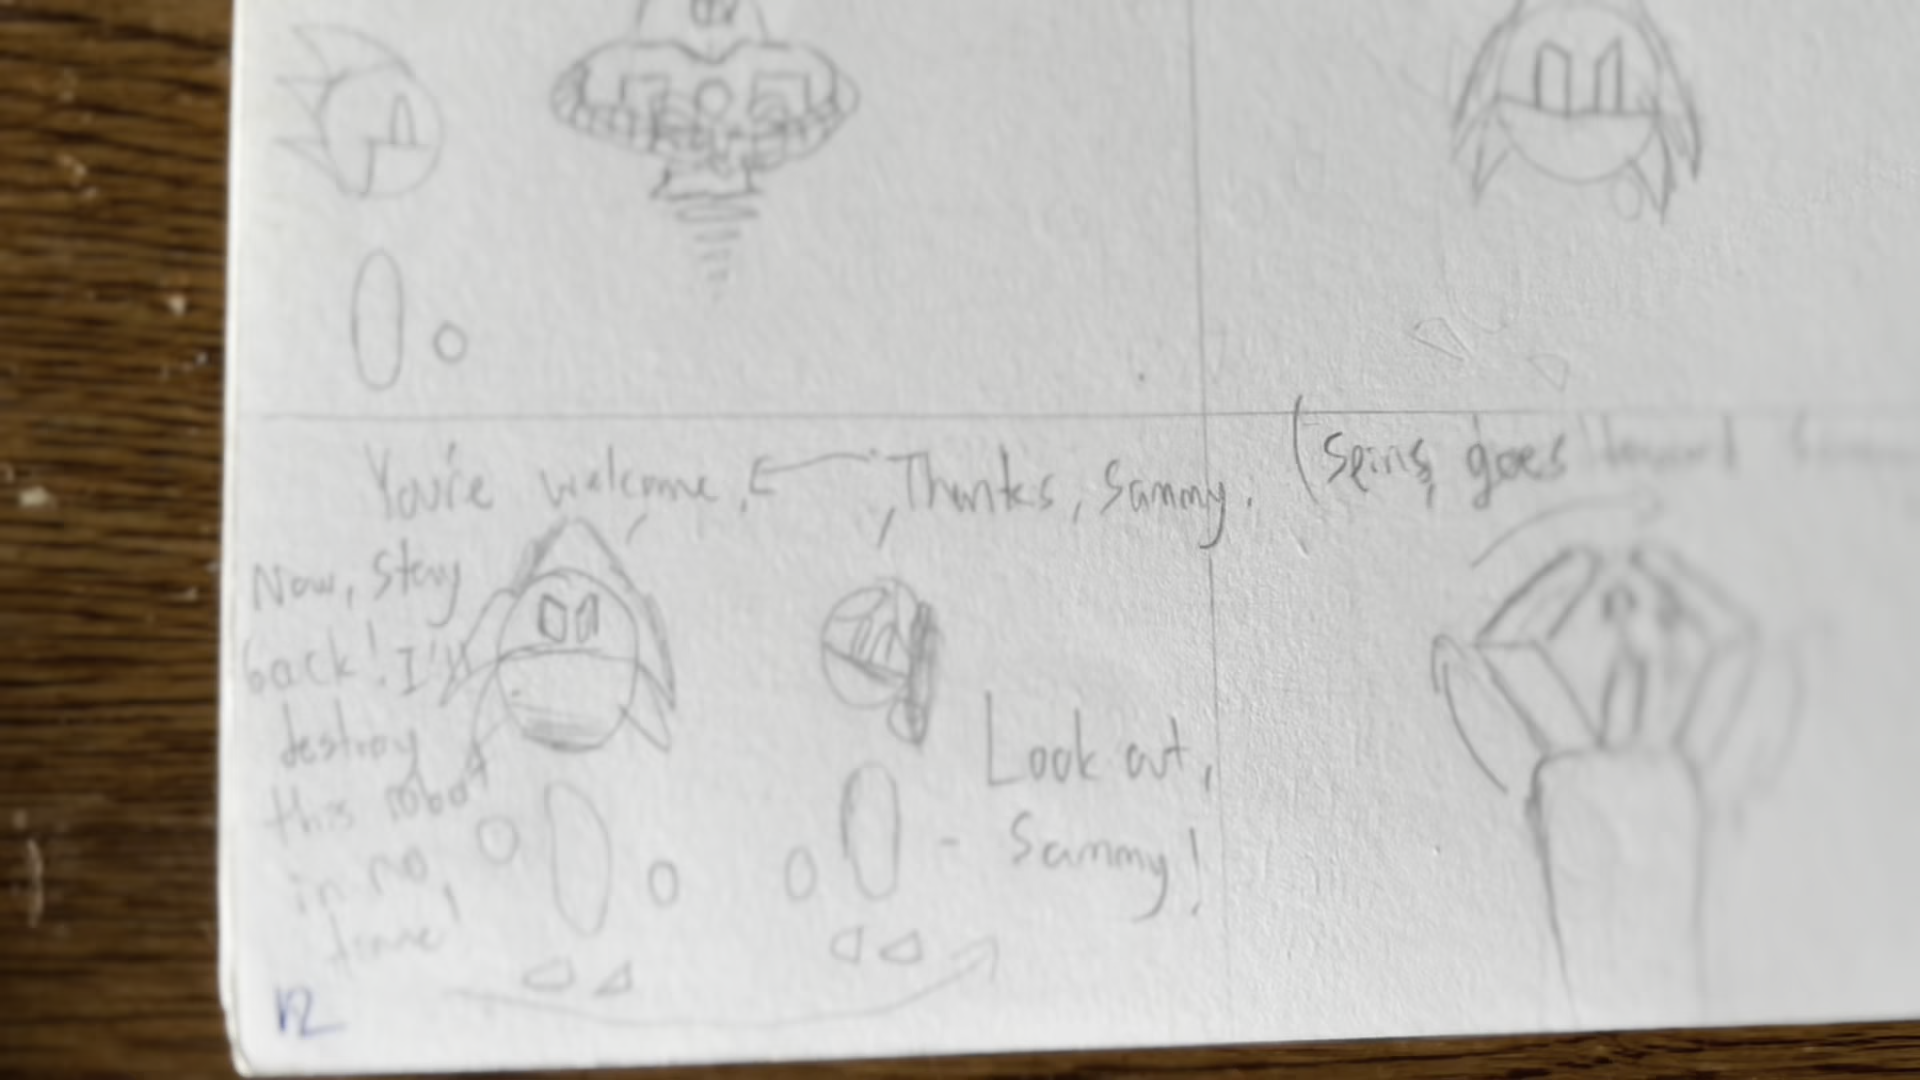 You're welcome. Thanks, Sammy.
(Spins, goes
Now, stay
back! I'll
destroy
this robot
in no
time!
Look out,
Sammy!
12